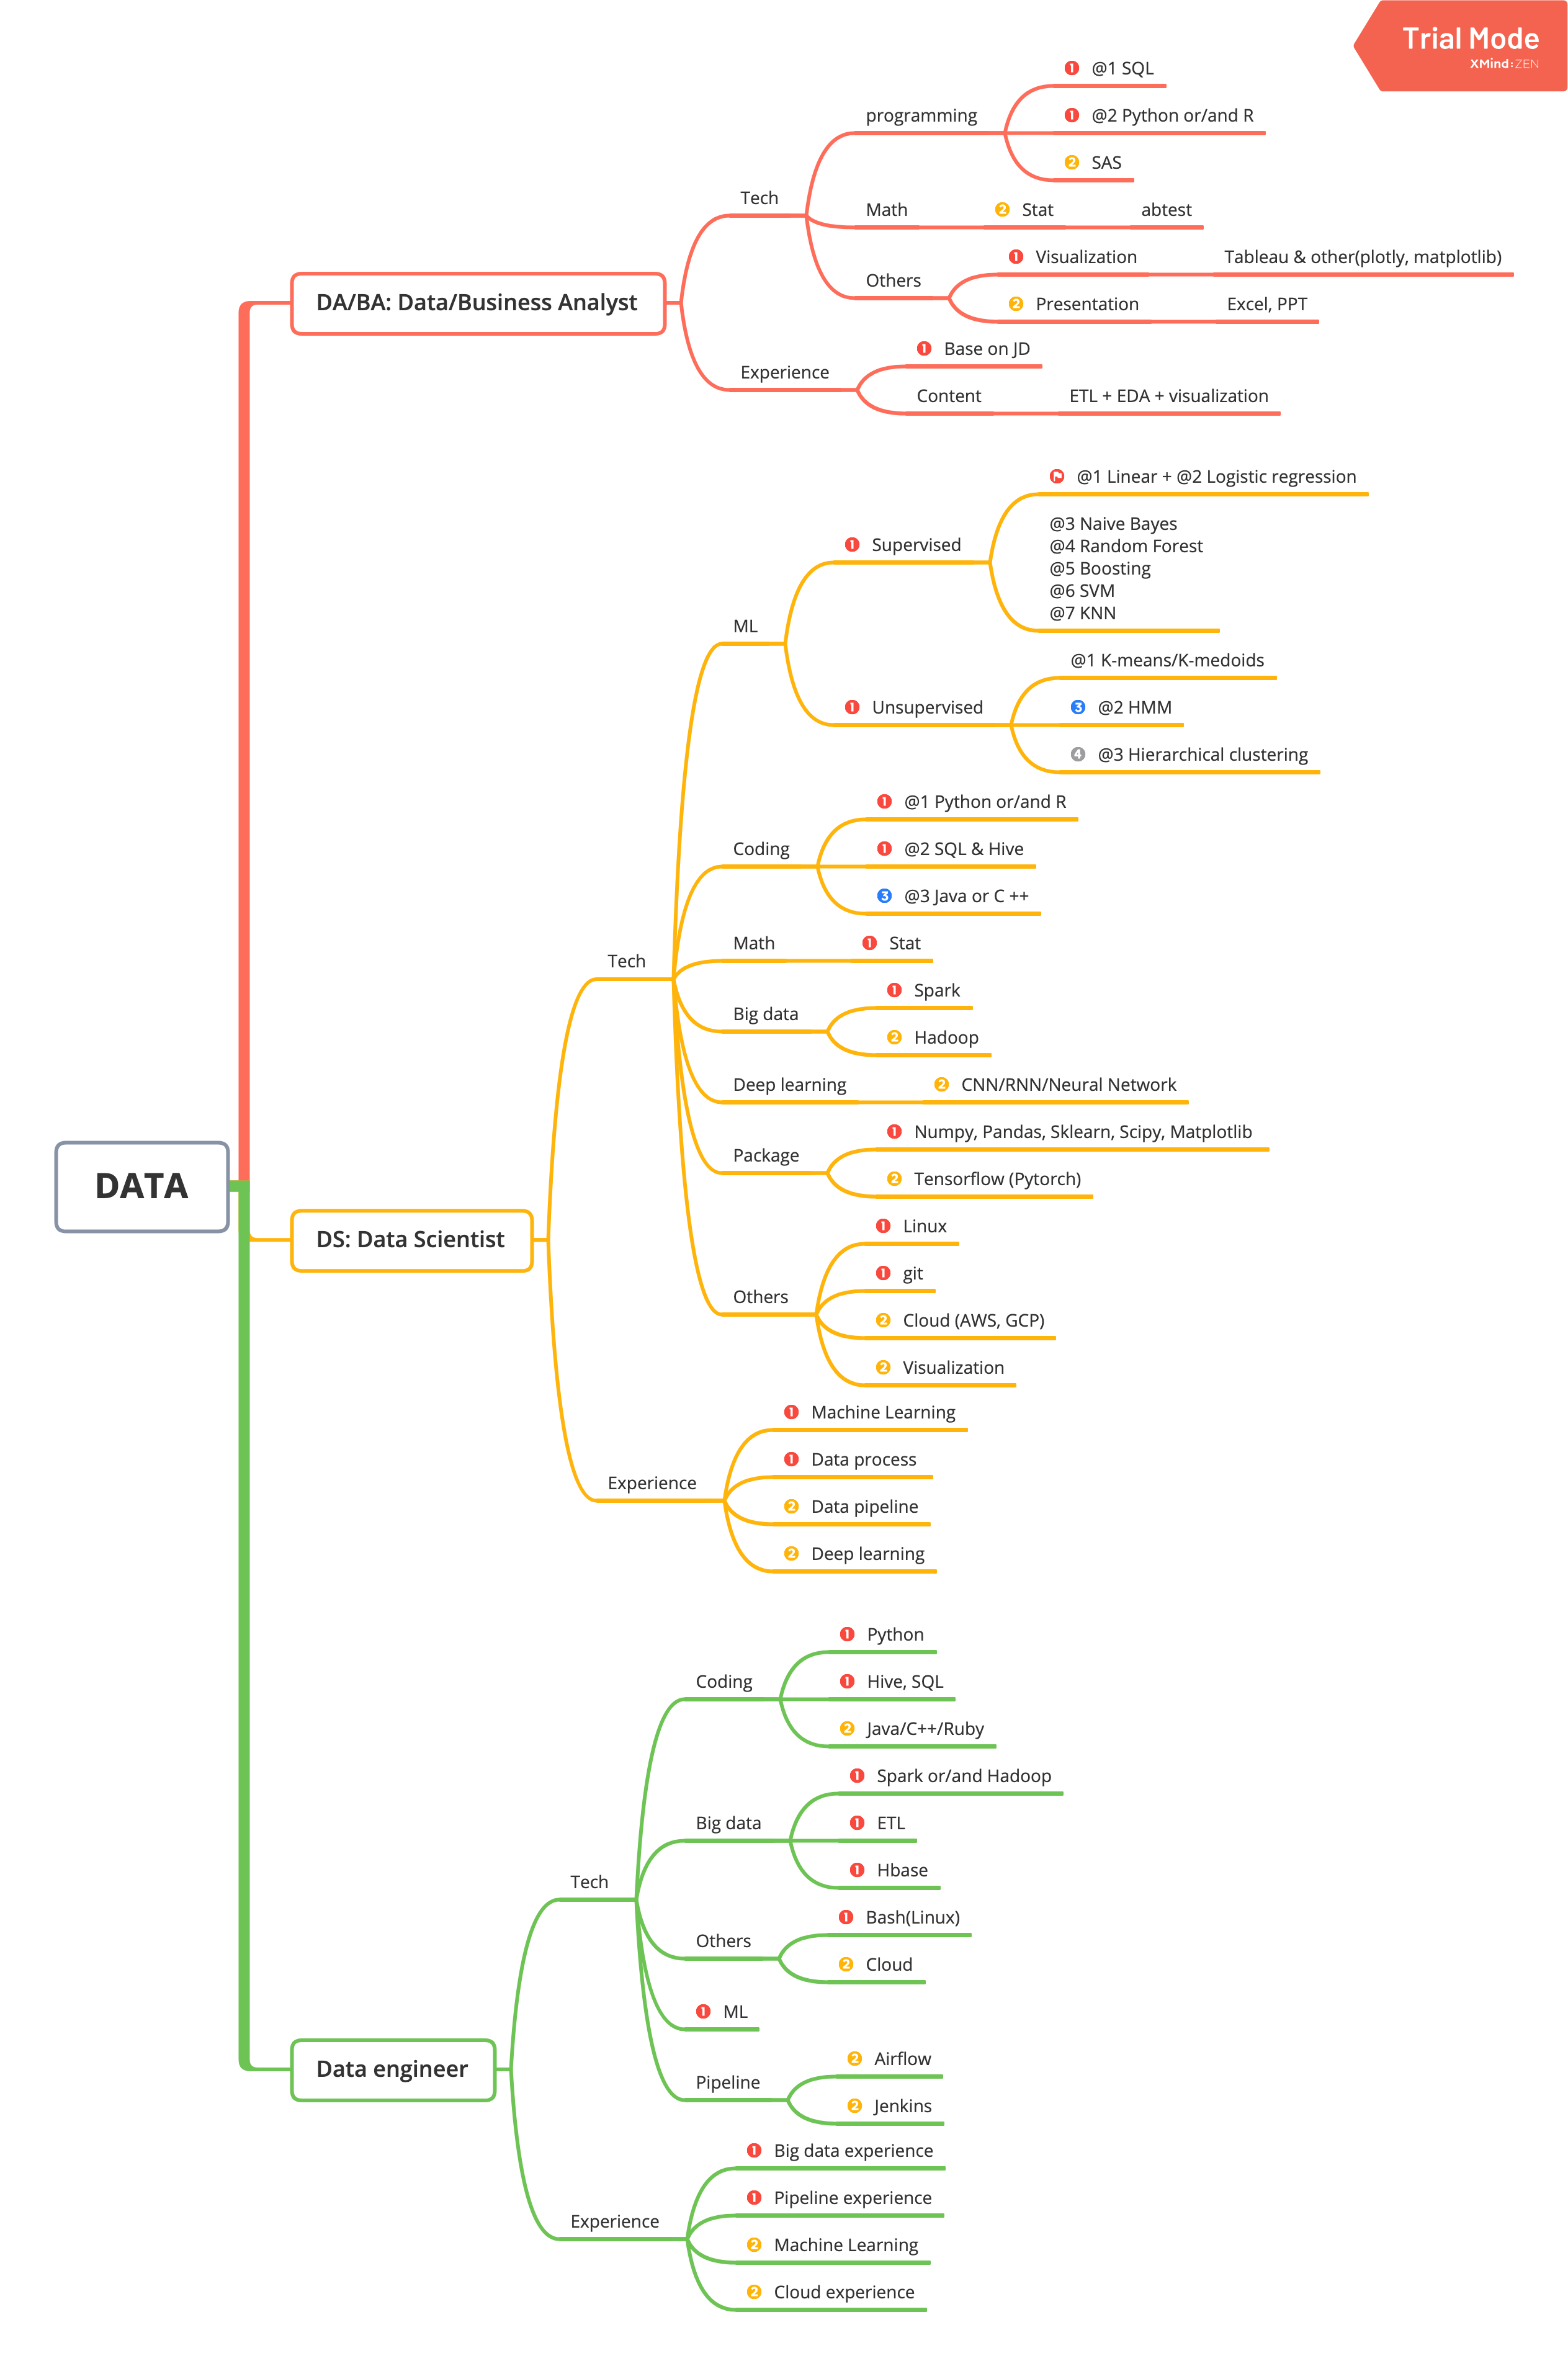 Trial Mode
XMind:ZEN
DATA
DA/BA: Data/Business Analyst
Tech
programming
1 @1 SQL
1 @2 Python or/and R
2 SAS
Math
2 Stat
abtest
Others
1 Visualization
Tableau & other(plotly, matplotlib)
2 Presentation
Excel, PPT
Experience
1 Base on JD
Content
ETL + EDA + visualization
DS: Data Scientist
Tech
ML
1 Supervised
@1 Linear + @2 Logistic regression
@3 Naive Bayes
@4 Random Forest
@5 Boosting
@6 SVM
@7 KNN
1 Unsupervised
@1 K-means/K-medoids
3 @2 HMM
4 @3 Hierarchical clustering
Coding
1 @1 Python or/and R
1 @2 SQL & Hive
3 @3 Java or C ++
Math
1 Stat
Big data
1 Spark
2 Hadoop
Deep learning
2 CNN/RNN/Neural Network
Package
1 Numpy, Pandas, Sklearn, Scipy, Matplotlib
2 Tensorflow (Pytorch)
Others
1 Linux
1 git
2 Cloud (AWS, GCP)
2 Visualization
Experience
1 Machine Learning
1 Data process
2 Data pipeline
2 Deep learning
Data engineer
Tech
Coding
1 Python
1 Hive, SQL
2 Java/C++/Ruby
Big data
1 Spark or/and Hadoop
1 ETL
1 Hbase
Others
1 Bash(Linux)
2 Cloud
1 ML
Pipeline
2 Airflow
2 Jenkins
Experience
1 Big data experience
1 Pipeline experience
2 Machine Learning
2 Cloud experience